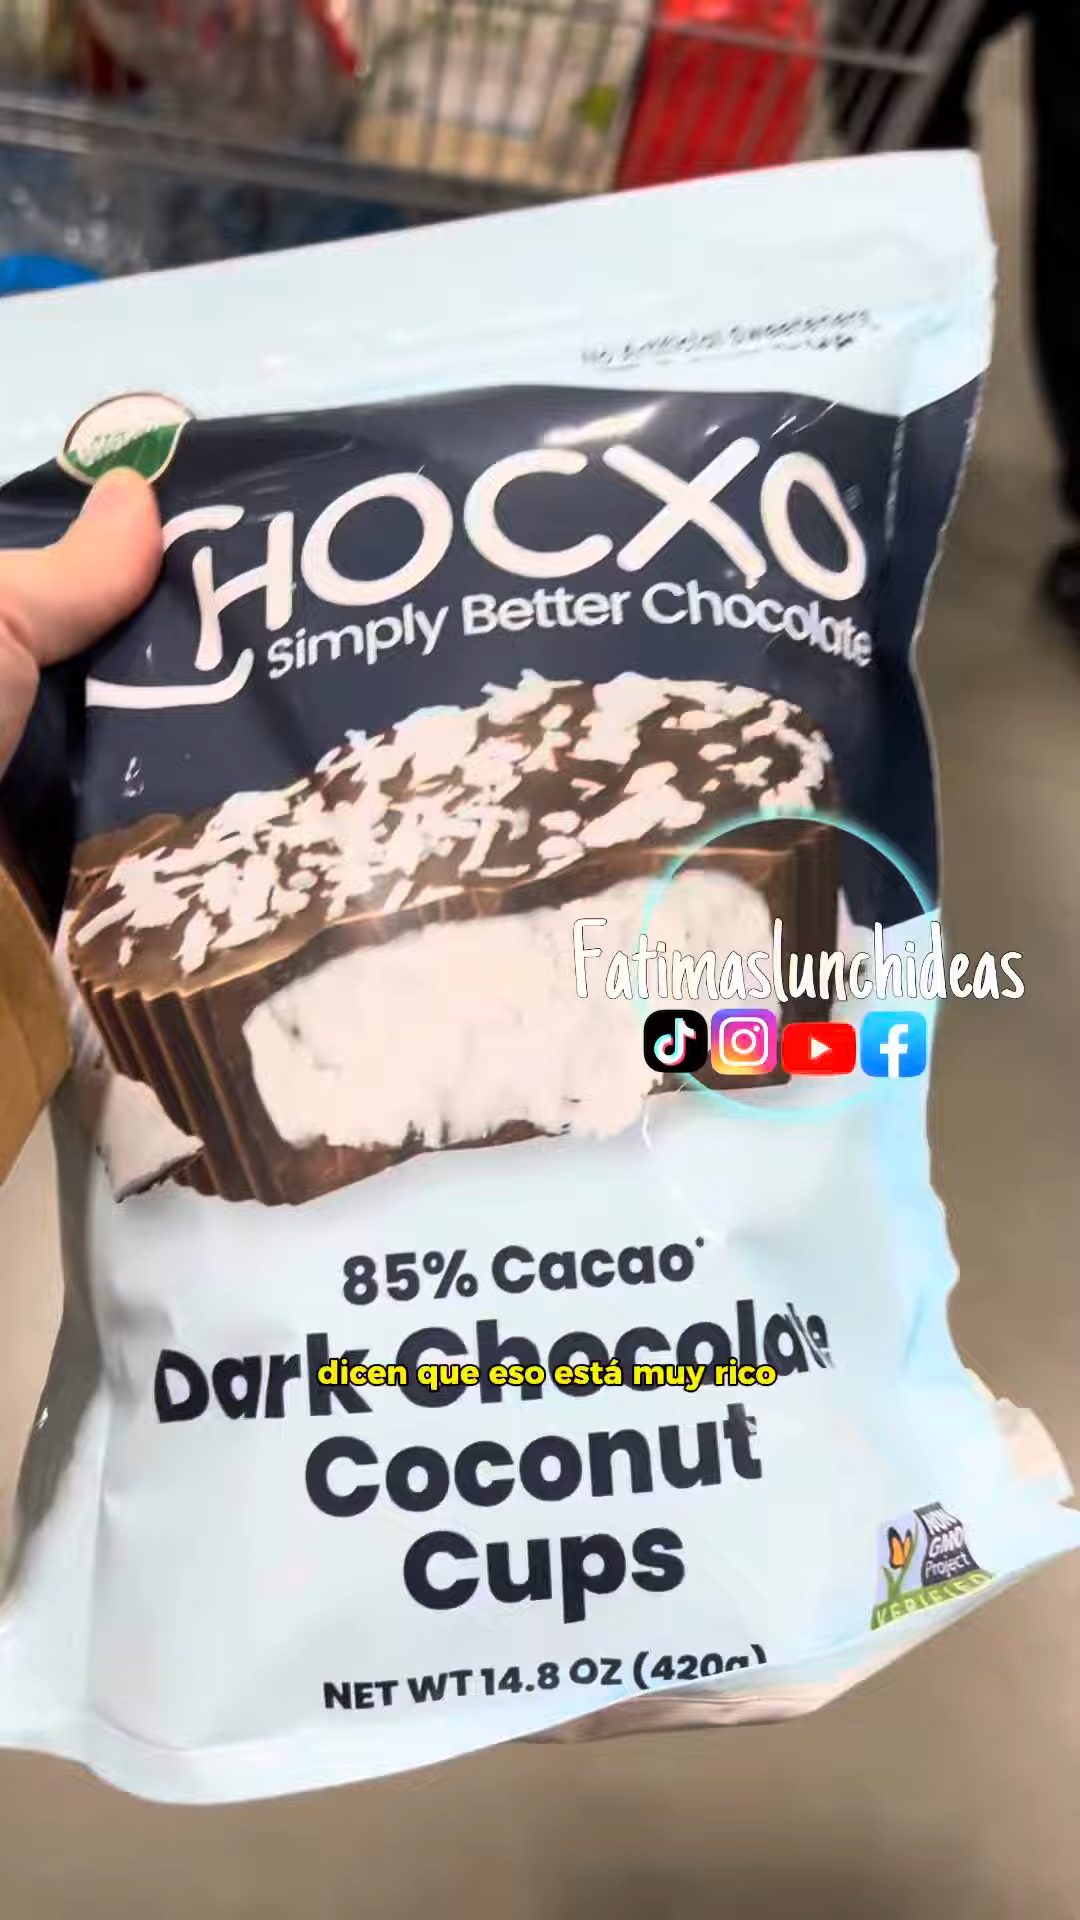 No Artificial Sweeteners
CHOCXO
Simply Better Chocolate
Fatimaslunchideas
85% Cacao*
Dark Chocolate
dicen que eso está muy rico
Coconut
Cups
NON
GMO
Project
VERIFIED
NET WT 14.8 OZ (420g)